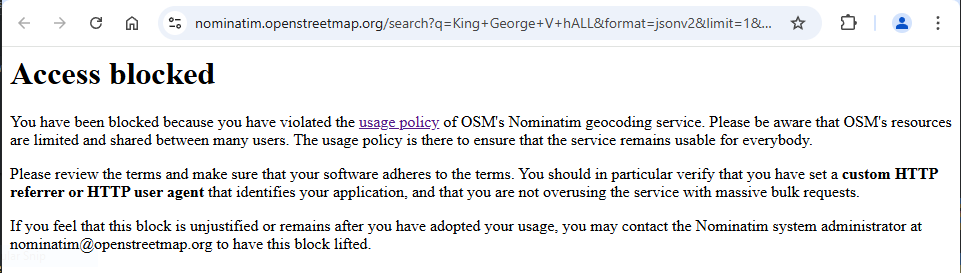 nominatim.openstreetmap.org/search?q=King+George+V+hALL&format=jsonv2&limit=1&...
Access blocked
You have been blocked because you have violated the usage policy of OSM's Nominatim geocoding service. Please be aware that OSM's resources
are limited and shared between many users. The usage policy is there to ensure that the service remains usable for everybody.
Please review the terms and make sure that your software adheres to the terms. You should in particular verify that you have set a custom HTTP
referrer or HTTP user agent that identifies your application, and that you are not overusing the service with massive bulk requests.
If you feel that this block is unjustified or remains after you have adopted your usage, you may contact the Nominatim system administrator at
nominatim@openstreetmap.org to have this block lifted.